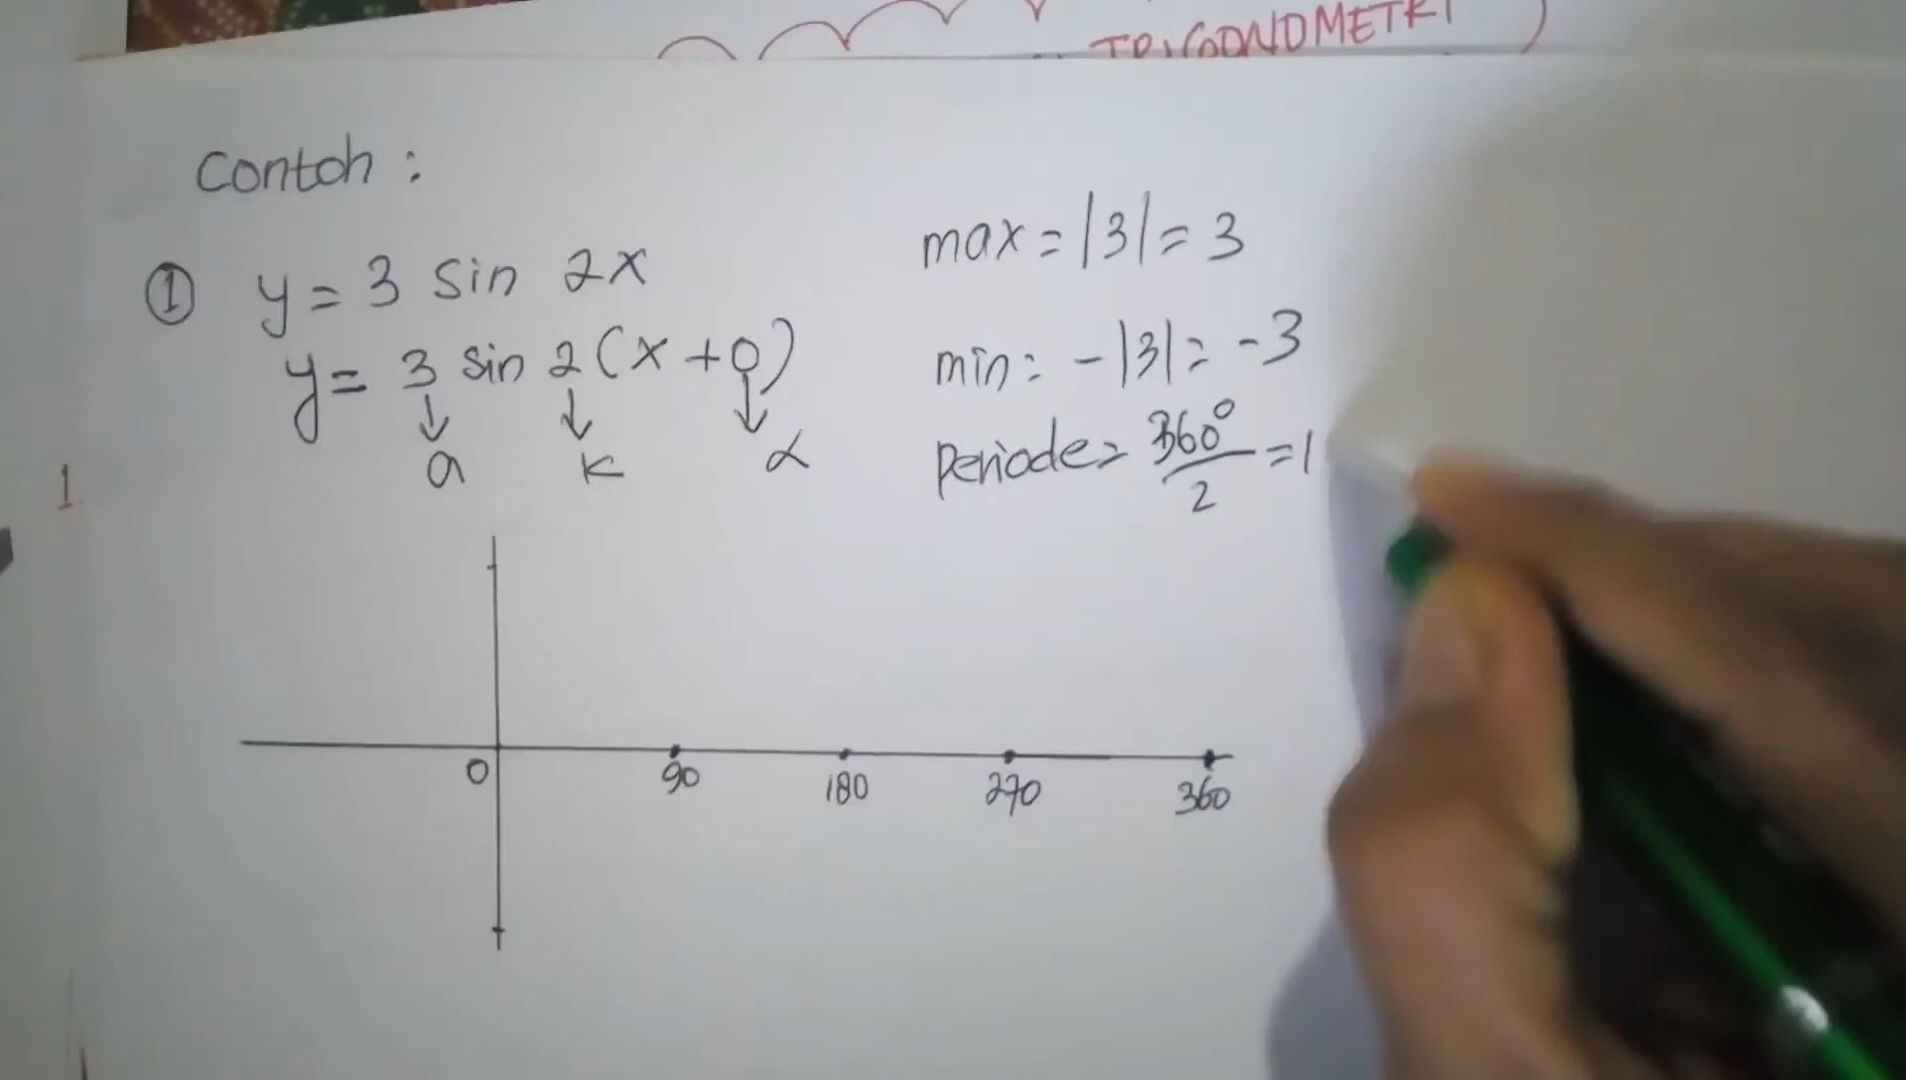 TRIGONOMETRI
Contoh :
① y = 3 sin 2x
y = 3 sin 2 (x + 0)
↓ ↓ ↓
a k α
max = |3| = 3
min = -|3| = -3
Periode = 360° / 2 = 1
1.
0 90 180 270 360